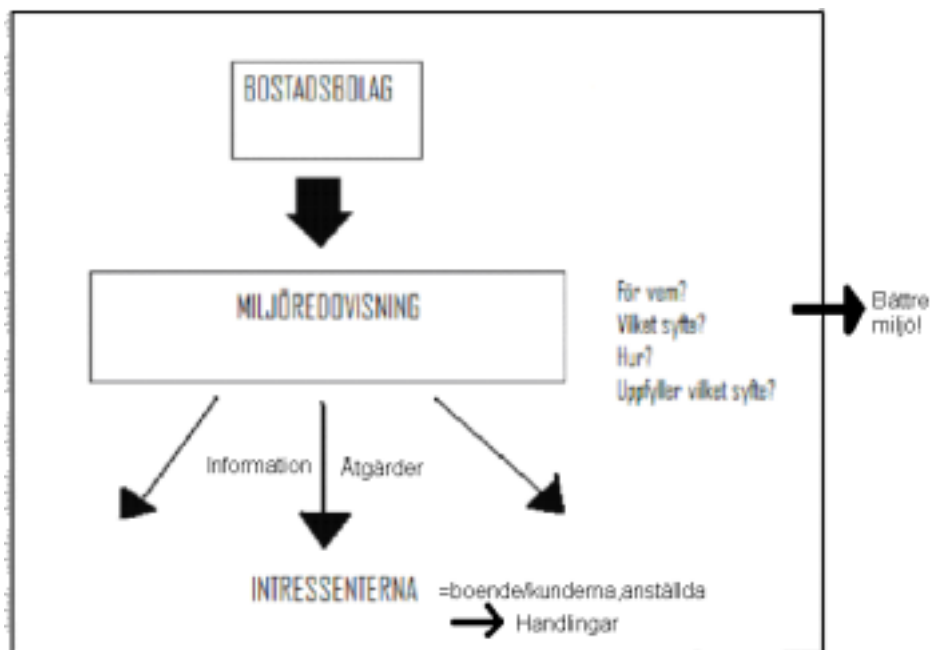 BOSTADSBOLAG
MILJÖREDOVISNING
För vem?
Vilket syfte?
Hur?
Uppfyller vilket syfte?
Bättre
miljö!
Information
Åtgärder
INTRESSENTERNA
=boende/kunderna,anställda
Handlingar